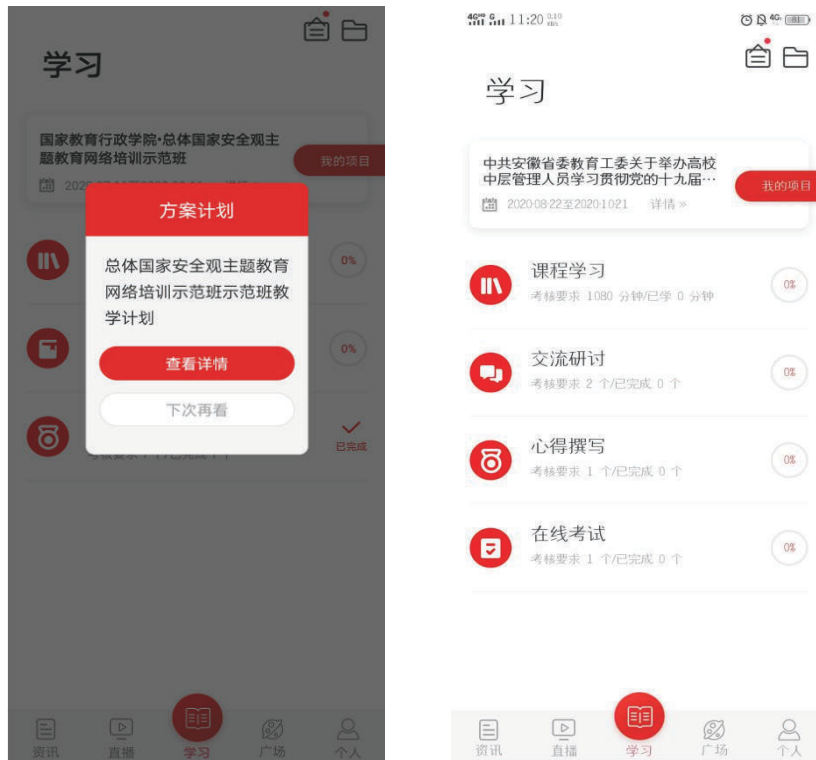 学习
国家教育行政学院·总体国家安全观主
题教育网络培训示范班
我的项目
方案计划
总体国家安全观主题教育
网络培训示范班示范班教
学计划
查看详情
下次再看
0%
0%
已完成
资讯
直播
学习
广场
个人
11:20
学习
中共安徽省委教育工委关于举办高校
中层管理人员学习贯彻党的十九届…
2020-08-22至2020-10-21 详情 »
我的项目
课程学习
考核要求 1080 分钟/已学 0 分钟
0%
交流研讨
考核要求 2 个/已完成 0 个
0%
心得撰写
考核要求 1 个/已完成 0 个
0%
在线考试
考核要求 1 个/已完成 0 个
0%
资讯
直播
学习
广场
个人